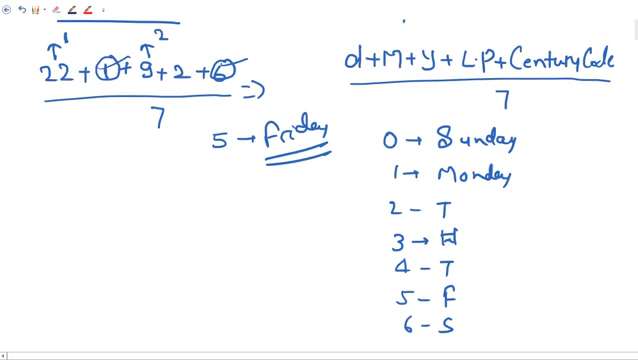 ↑1 ↑2
22 + 1 + 9 + 2 + 6 ⇒
7
5 → Friday
d+M+y+L.P+Century Code
7
0 → Sunday
1 → Monday
2 - T
3 → W
4 - T
5 - F
6 - S